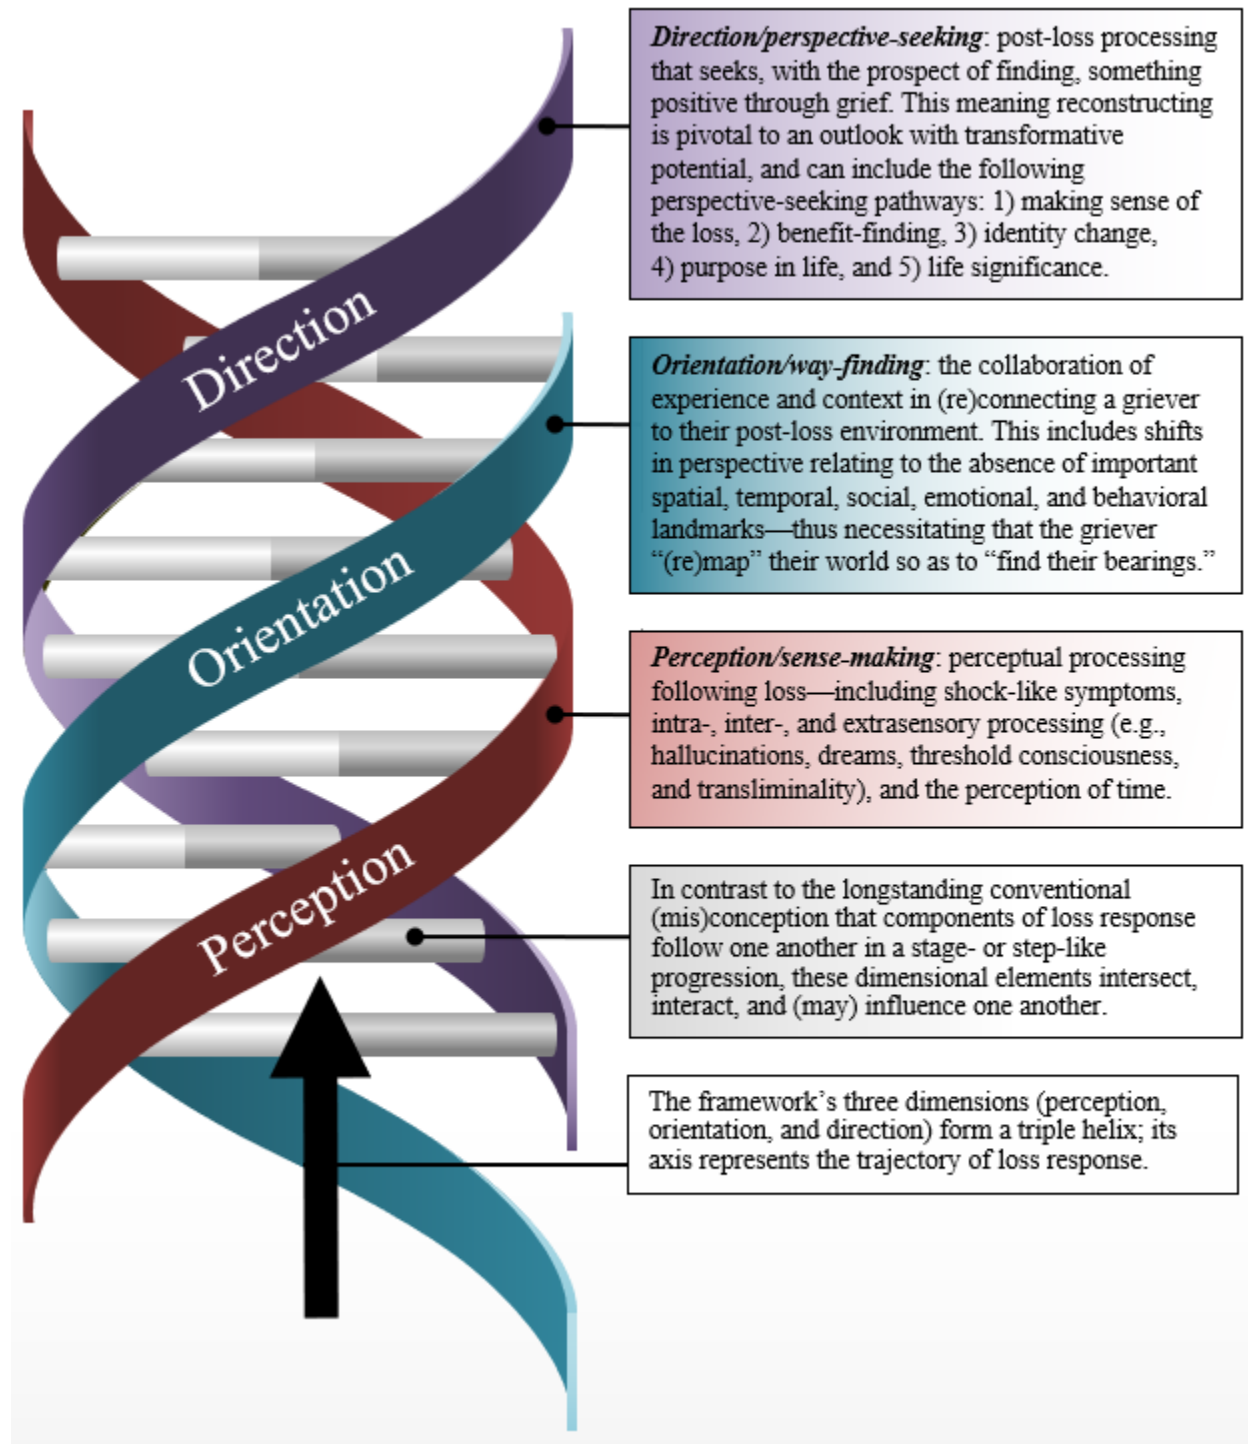 Direction/perspective-seeking: post-loss processing
that seeks, with the prospect of finding, something
positive through grief. This meaning reconstructing
is pivotal to an outlook with transformative
potential, and can include the following
perspective-seeking pathways: 1) making sense of
the loss, 2) benefit-finding, 3) identity change,
4) purpose in life, and 5) life significance.
Direction
Orientation/way-finding: the collaboration of
experience and context in (re)connecting a griever
to their post-loss environment. This includes shifts
in perspective relating to the absence of important
spatial, temporal, social, emotional, and behavioral
landmarks—thus necessitating that the griever
“(re)map” their world so as to “find their bearings.”
Orientation
Perception/sense-making: perceptual processing
following loss—including shock-like symptoms,
intra-, inter-, and extrasensory processing (e.g.,
hallucinations, dreams, threshold consciousness,
and transliminality), and the perception of time.
Perception
In contrast to the longstanding conventional
(mis)conception that components of loss response
follow one another in a stage- or step-like
progression, these dimensional elements intersect,
interact, and (may) influence one another.
The framework’s three dimensions (perception,
orientation, and direction) form a triple helix; its
axis represents the trajectory of loss response.